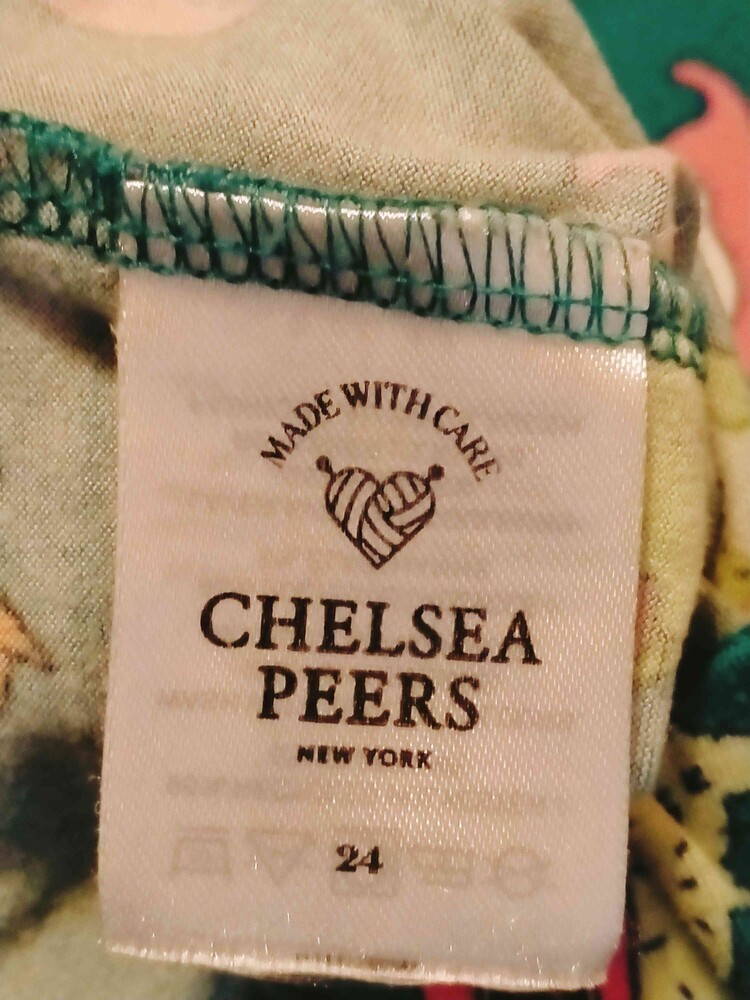 MADE WITH CARE
CHELSEA
PEERS
NEW YORK
24